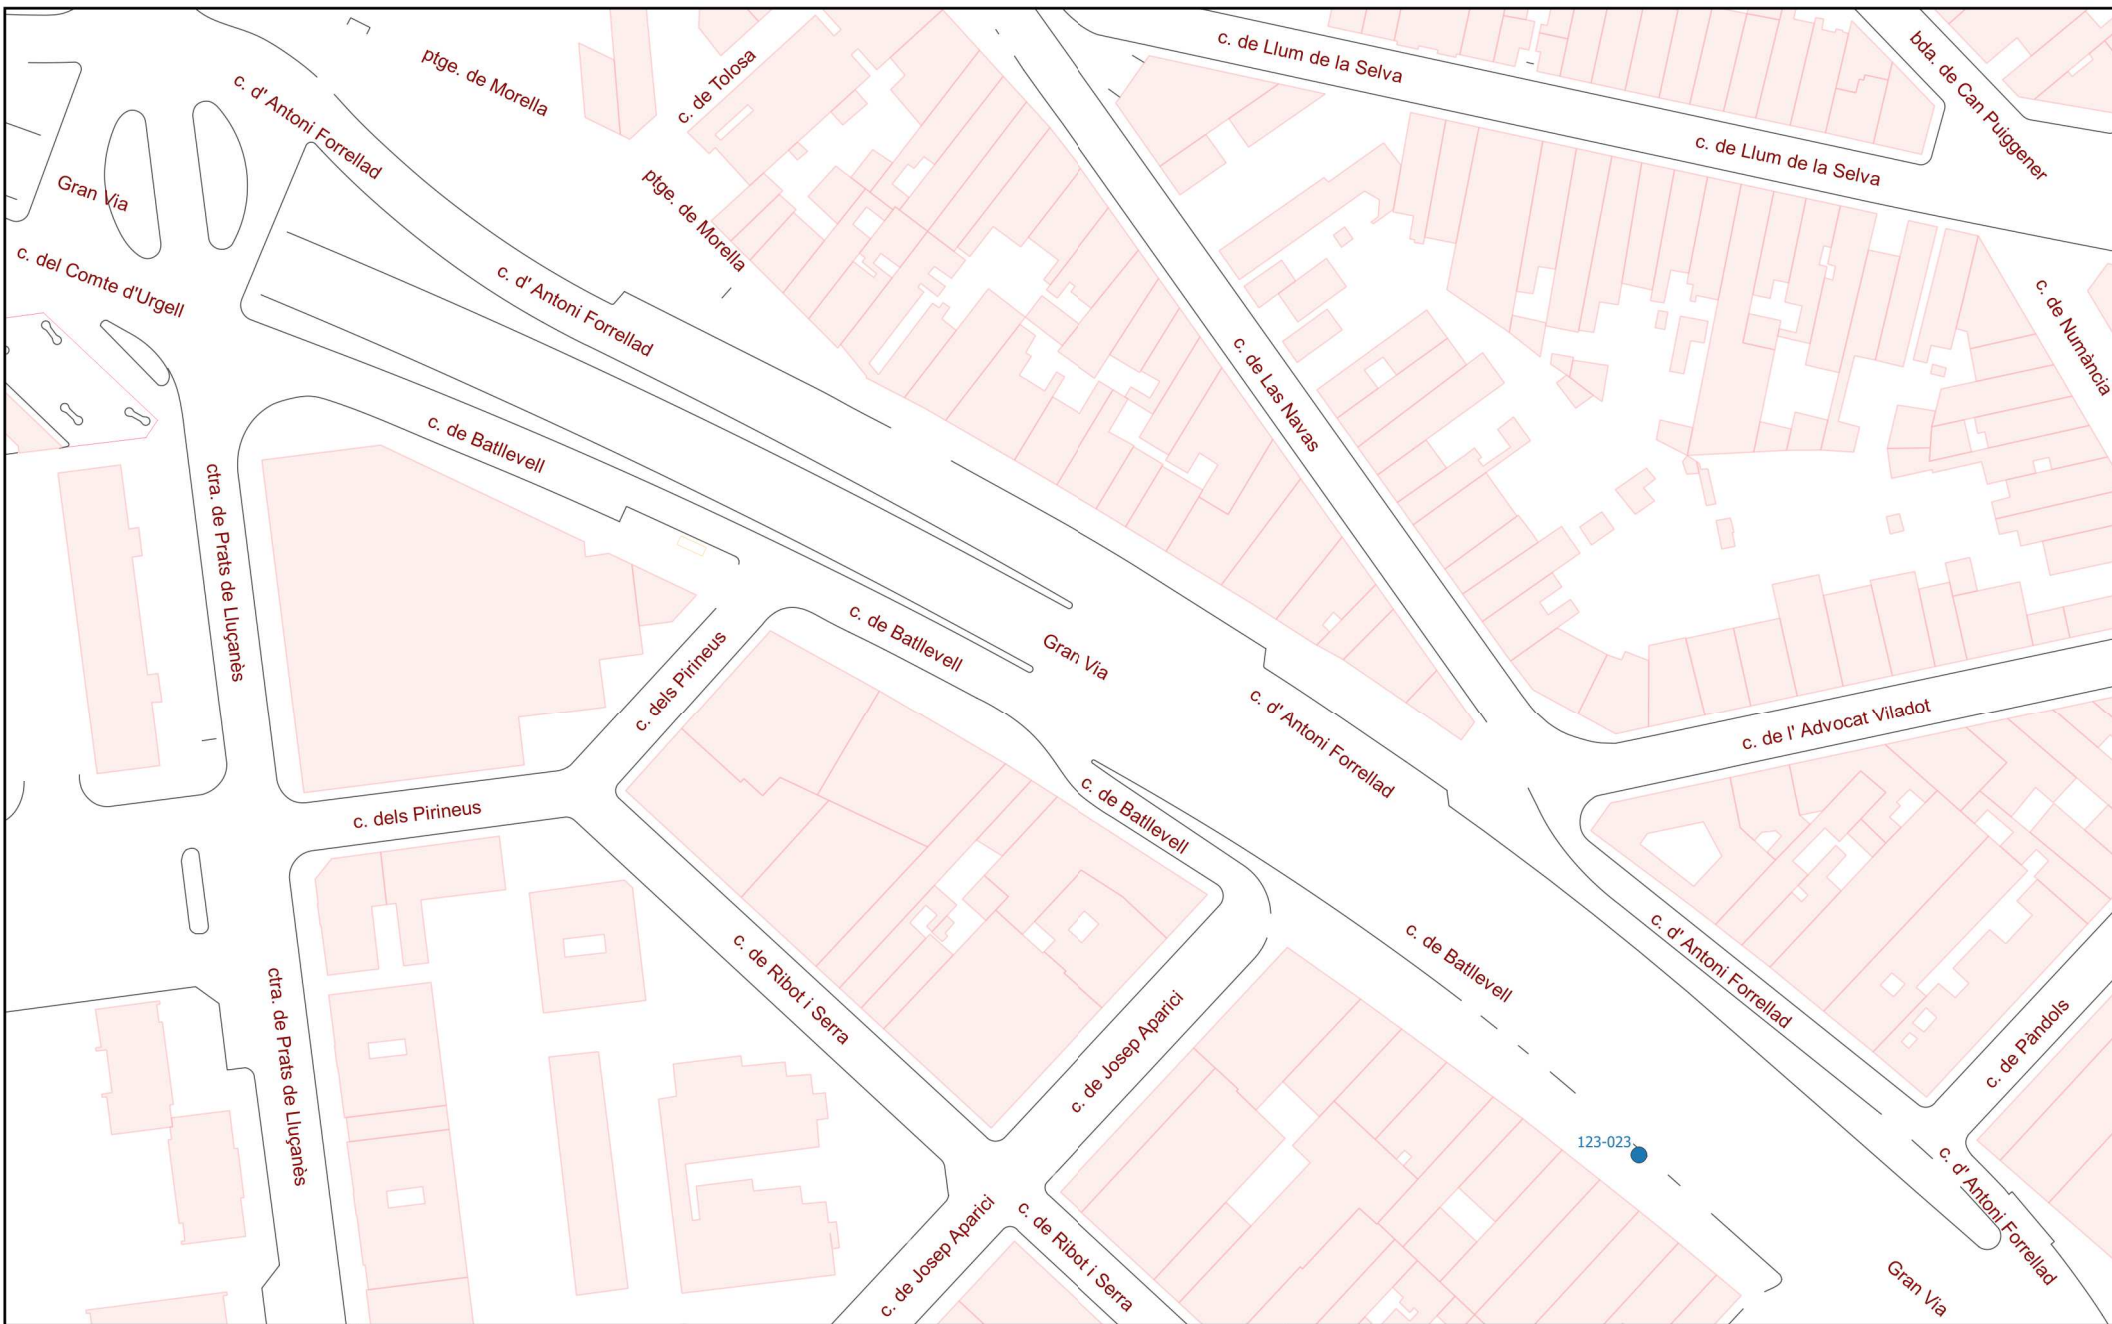 c. de Llum de la Selva
bda. de Can Puiggener
ptge. de Morella
c. de Tolosa
c. d' Antoni Forrellad
c. de Llum de la Selva
Gran Via
ptge. de Morella
c. del Comte d'Urgell
c. d' Antoni Forrellad
c. de Numància
c. de Las Navas
c. de Batllevell
ctra. de Prats de Lluçanès
c. de Batllevell
Gran Via
c. dels Pirineus
c. d' Antoni Forrellad
c. de l' Advocat Viladot
c. dels Pirineus
c. de Batllevell
c. de Batllevell
c. d' Antoni Forrellad
c. de Ribot i Serra
ctra. de Prats de Lluçanès
c. de Josep Aparici
c. de Pàndols
123-023
c. d' Antoni Forrellad
c. de Josep Aparici
c. de Ribot i Serra
Gran Via